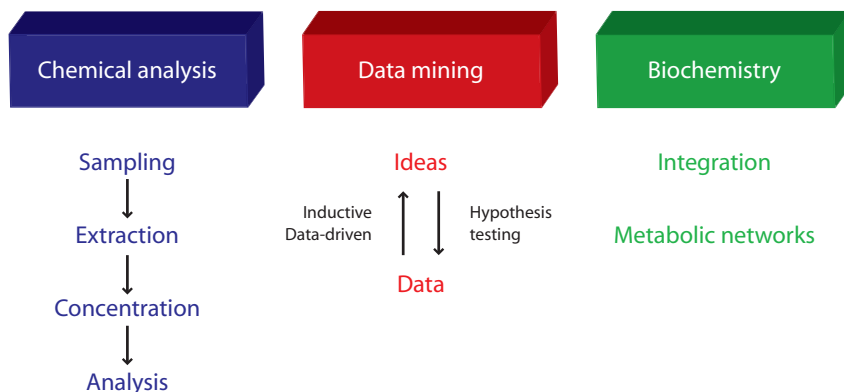 Chemical analysis
Data mining
Biochemistry
Sampling
Extraction
Concentration
Analysis
Ideas
Inductive
Data-driven
Hypothesis
testing
Data
Integration
Metabolic networks